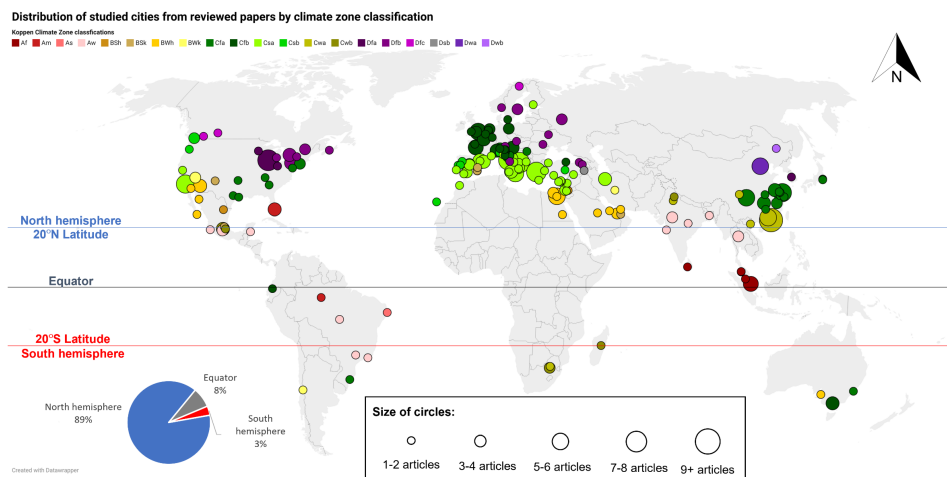 Distribution of studied cities from reviewed papers by climate zone classification
Koppen Climate Zone classfications
Af Am As Aw BSh BSk BWh BWk Cfa Cfb Csa Csb Cwa Cwb Dfa Dfb Dfc Dsb Dwa Dwb
N
North hemisphere
20°N Latitude
Equator
20°S Latitude
South hemisphere
Equator
8%
North hemisphere
89%
South
hemisphere
3%
Size of circles:
1-2 articles 3-4 articles 5-6 articles 7-8 articles 9+ articles
Created with Datawrapper